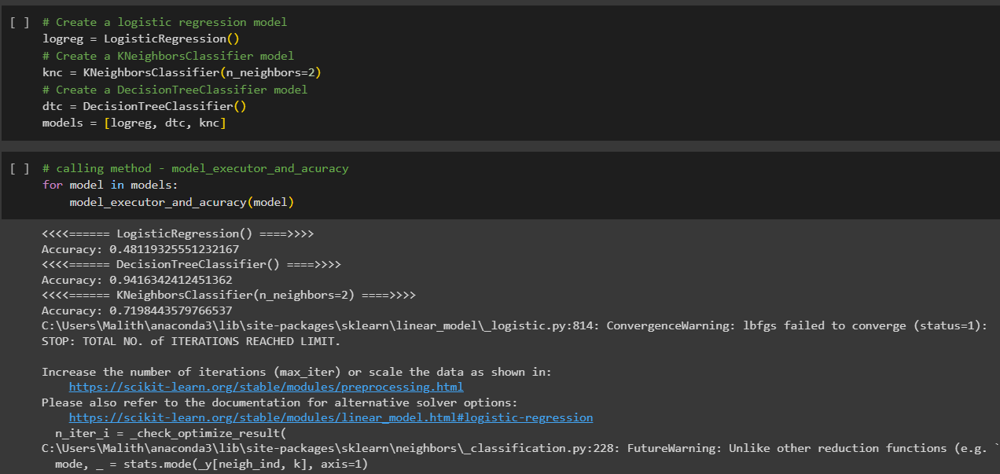 [ ] # Create a logistic regression model
logreg = LogisticRegression()
# Create a KNeighborsClassifier model
knc = KNeighborsClassifier(n_neighbors=2)
# Create a DecisionTreeClassifier model
dtc = DecisionTreeClassifier()
models = [logreg, dtc, knc]
[ ] # calling method - model_executor_and_acuracy
for model in models:
    model_executor_and_acuracy(model)
<<<<====== LogisticRegression() ====>>>>
Accuracy: 0.48119325551232167
<<<<====== DecisionTreeClassifier() ====>>>>
Accuracy: 0.9416342412451362
<<<<====== KNeighborsClassifier(n_neighbors=2) ====>>>>
Accuracy: 0.7198443579766537
C:\Users\Malith\anaconda3\lib\site-packages\sklearn\linear_model\_logistic.py:814: ConvergenceWarning: lbfgs failed to converge (status=1):
STOP: TOTAL NO. of ITERATIONS REACHED LIMIT.
Increase the number of iterations (max_iter) or scale the data as shown in:
    https://scikit-learn.org/stable/modules/preprocessing.html
Please also refer to the documentation for alternative solver options:
    https://scikit-learn.org/stable/modules/linear_model.html#logistic-regression
  n_iter_i = _check_optimize_result(
C:\Users\Malith\anaconda3\lib\site-packages\sklearn\neighbors\_classification.py:228: FutureWarning: Unlike other reduction functions (e.g. `
  mode, _ = stats.mode(_y[neigh_ind, k], axis=1)